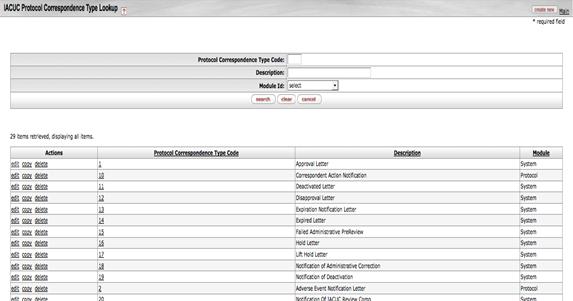 IACUC Protocol Correspondence Type Lookup ?
create new Main
* required field
Protocol Correspondence Type Code:
Description:
Module Id: select
search clear cancel
29 items retrieved, displaying all items.
Actions Protocol Correspondence Type Code Description Module
edit copy delete 1 Approval Letter System
edit copy delete 10 Correspondent Action Notification Protocol
edit copy delete 11 Deactivated Letter System
edit copy delete 12 Disapproval Letter System
edit copy delete 13 Expiration Notification Letter System
edit copy delete 14 Expired Letter System
edit copy delete 15 Failed Administrative PreReview System
edit copy delete 16 Hold Letter System
edit copy delete 17 Lift Hold Letter System
edit copy delete 18 Notification of Administrative Correction System
edit copy delete 19 Notification of Deactivation System
edit copy delete 2 Adverse Event Notification Letter Protocol
edit copy delete 20 Notification Of IACUC Review Comp System